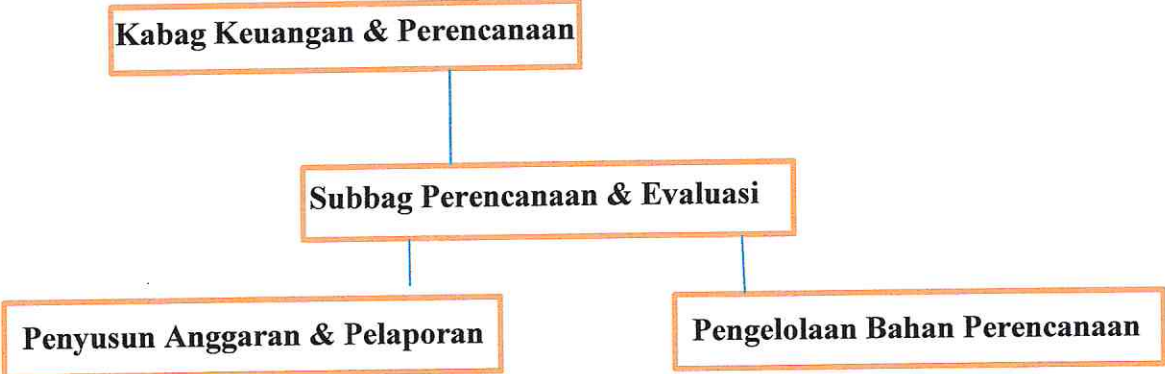 Kabag Keuangan & Perencanaan
Subbag Perencanaan & Evaluasi
Penyusun Anggaran & Pelaporan
Pengelolaan Bahan Perencanaan